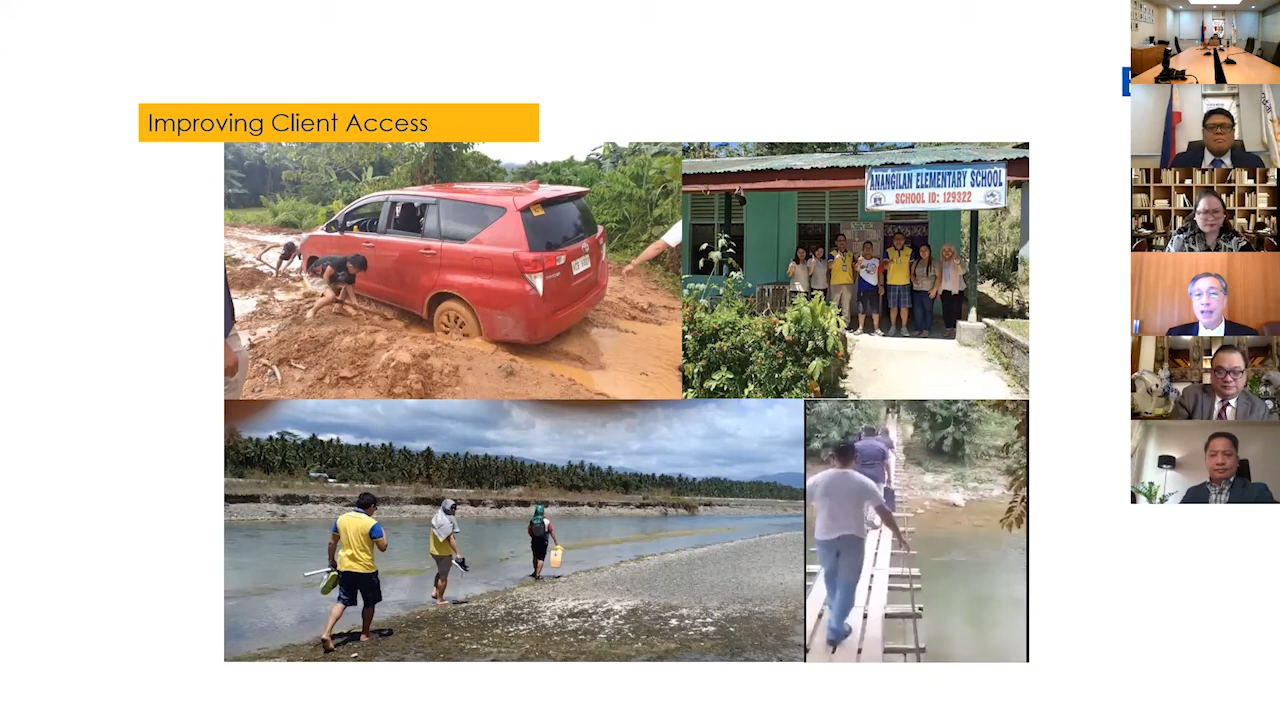 Improving Client Access
ANANGILAN ELEMENTARY SCHOOL
SCHOOL ID: 129322